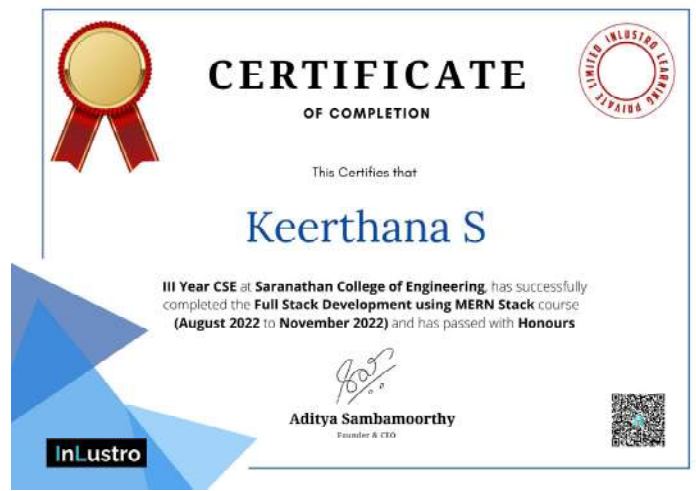 CERTIFICATE
INLUSTRO LEARNING PRIVATE LIMITED
OF COMPLETION
This Certifies that
Keerthana S
III Year CSE at Saranathan College of Engineering, has successfully
completed the Full Stack Development using MERN Stack course
(August 2022 to November 2022) and has passed with Honours
Aditya Sambamoorthy
Founder & CEO
InLustro